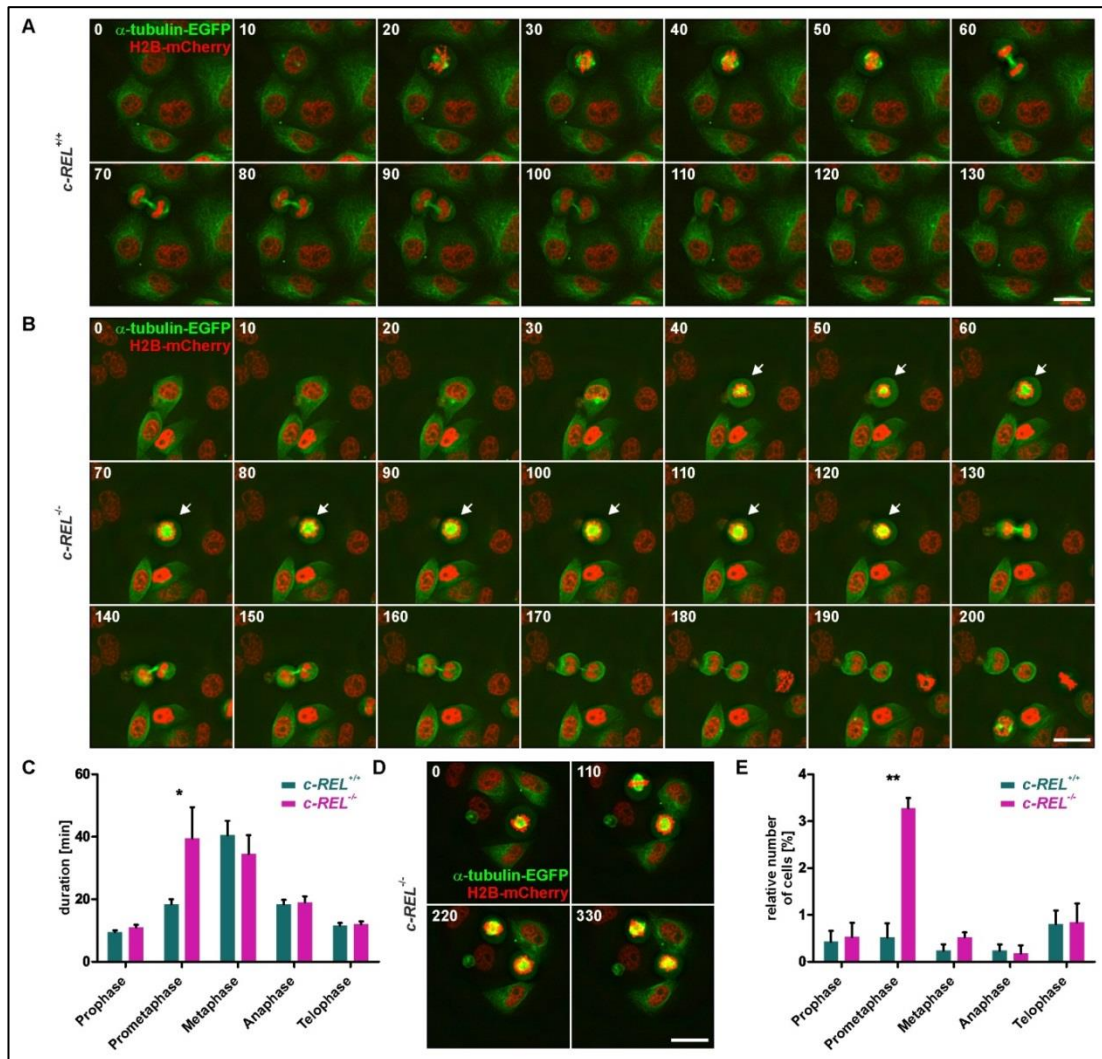 A
α-tubulin-EGFP
H2B-mCherry
0 10 20 30 40 50 60
c-REL+/+
70 80 90 100 110 120 130
B
α-tubulin-EGFP
H2B-mCherry
0 10 20 30 40 50 60
c-REL-/-
70 80 90 100 110 120 130
140 150 160 170 180 190 200
C
duration [min]
60
40
20
0
*
c-REL+/+
c-REL-/-
Prophase
Prometaphase
Metaphase
Anaphase
Telophase
D
0 110
α-tubulin-EGFP
H2B-mCherry
c-REL-/-
220 330
E
relative number
of cells [%]
4
3
2
1
0
**
c-REL+/+
c-REL-/-
Prophase
Prometaphase
Metaphase
Anaphase
Telophase